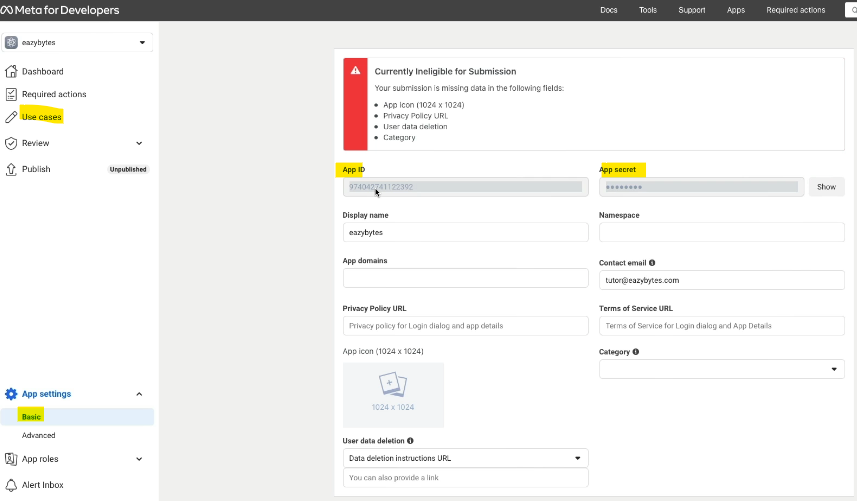 Meta for Developers
Docs
Tools
Support
Apps
Required actions
eazybytes
Dashboard
Required actions
Use cases
Review
Publish
Unpublished
App settings
Basic
Advanced
App roles
Alert Inbox
Currently Ineligible for Submission
Your submission is missing data in the following fields:
App icon (1024 x 1024)
Privacy Policy URL
User data deletion
Category
App ID
974042741122392
App secret
●●●●●●●●
Show
Display name
eazybytes
Namespace
App domains
Contact email
tutor@eazybytes.com
Privacy Policy URL
Privacy policy for Login dialog and app details
Terms of Service URL
Terms of Service for Login dialog and App Details
App icon (1024 x 1024)
1024 x 1024
Category
User data deletion
Data deletion instructions URL
You can also provide a link